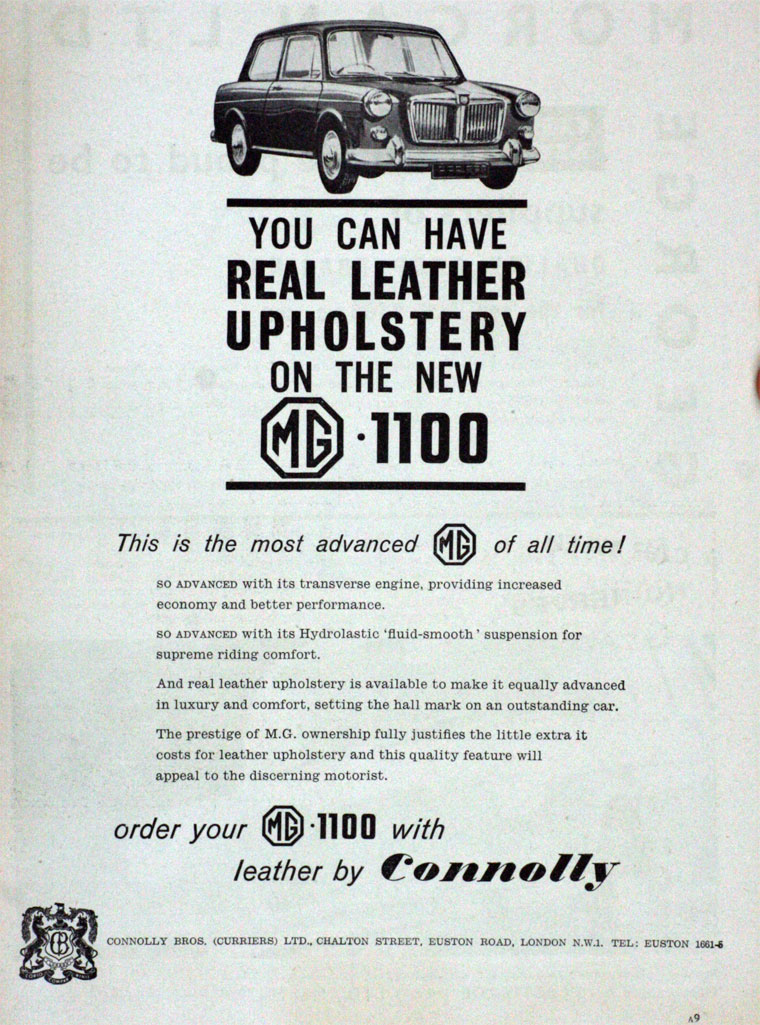 YOU CAN HAVE
REAL LEATHER
UPHOLSTERY
ON THE NEW
MG · 1100
This is the most advanced MG of all time!
SO ADVANCED with its transverse engine, providing increased
economy and better performance.
SO ADVANCED with its Hydrolastic 'fluid-smooth' suspension for
supreme riding comfort.
And real leather upholstery is available to make it equally advanced
in luxury and comfort, setting the hall mark on an outstanding car.
The prestige of M.G. ownership fully justifies the little extra it
costs for leather upholstery and this quality feature will
appeal to the discerning motorist.
order your MG · 1100 with
leather by Connolly
CB
CONNOLLY BROS. (CURRIERS) LTD., CHALTON STREET, EUSTON ROAD, LONDON N.W.1. TEL: EUSTON 1661-5
A9